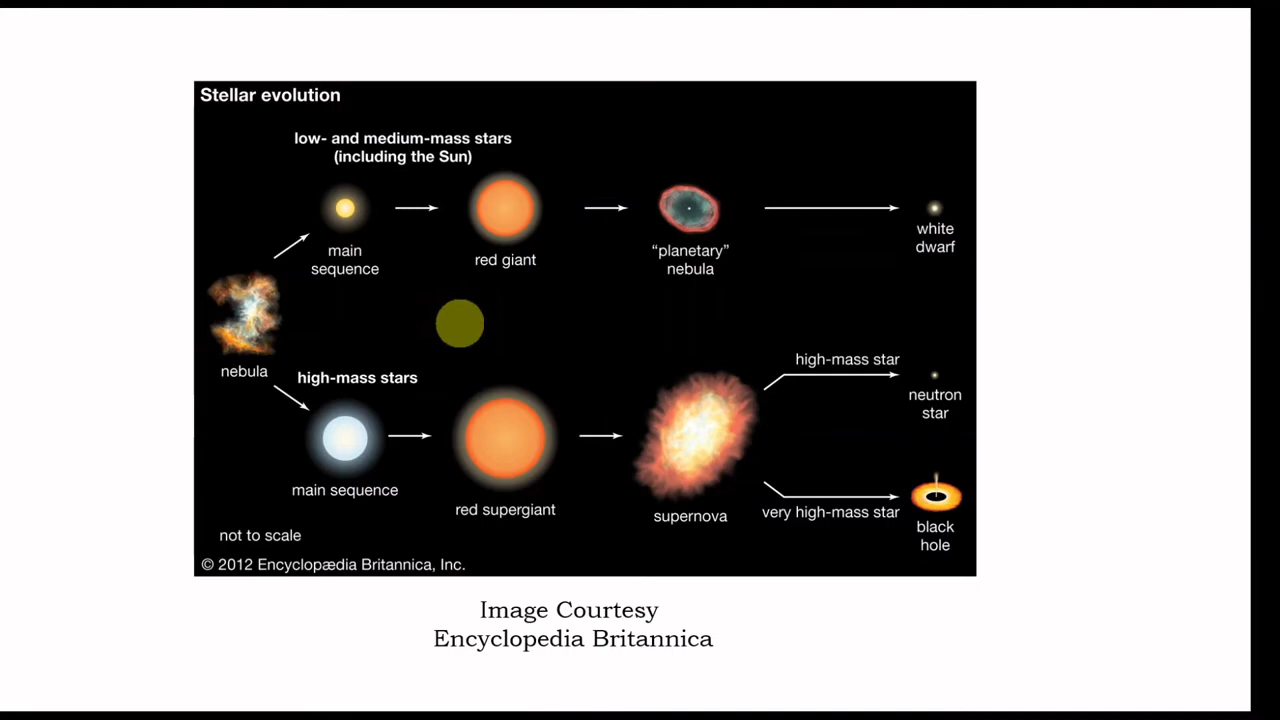 Stellar evolution
low- and medium-mass stars
(including the Sun)
main
sequence
red giant
“planetary”
nebula
white
dwarf
nebula
high-mass stars
main sequence
red supergiant
supernova
high-mass star
neutron
star
very high-mass star
black
hole
not to scale
© 2012 Encyclopædia Britannica, Inc.
Image Courtesy
Encyclopedia Britannica